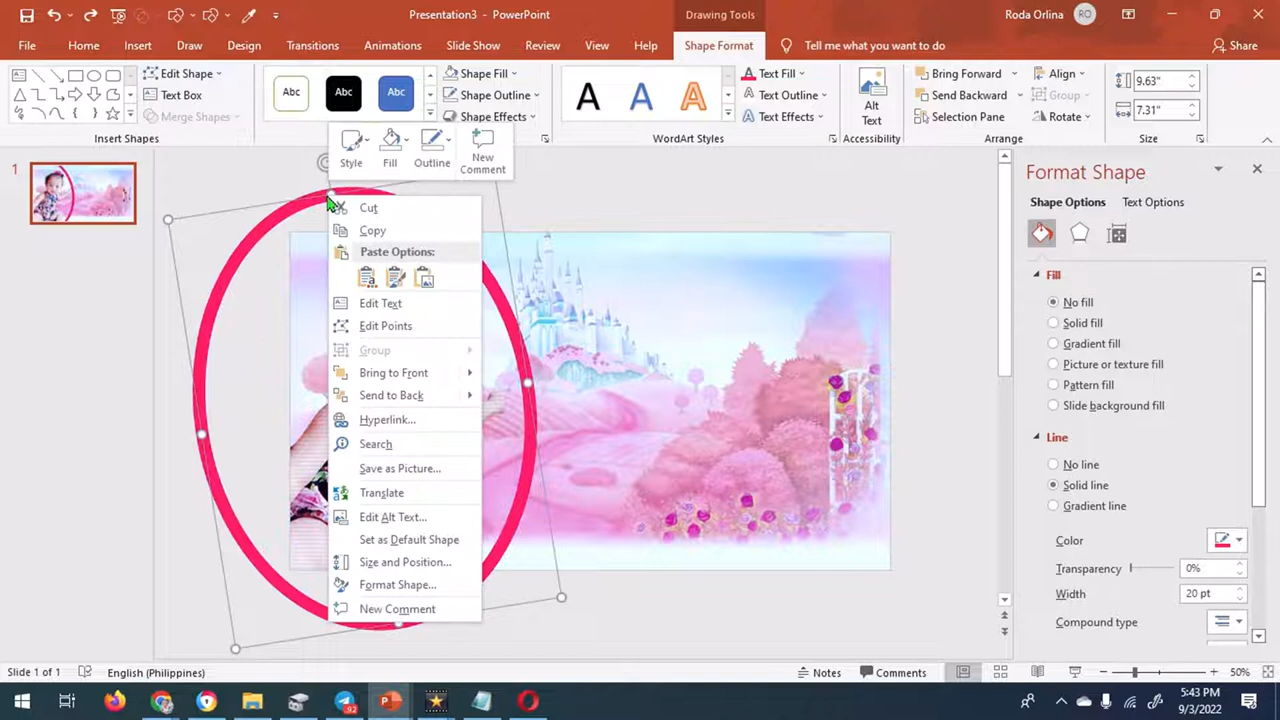 Presentation3 - PowerPoint
Drawing Tools
Roda Orlina
RO
File
Home
Insert
Draw
Design
Transitions
Animations
Slide Show
Review
View
Help
Shape Format
Tell me what you want to do
Share
Edit Shape
Text Box
Merge Shapes
Insert Shapes
Abc
Abc
Abc
Shape Fill
Shape Outline
Shape Effects
A
A
A
WordArt Styles
Text Fill
Text Outline
Text Effects
Alt
Text
Accessibility
Bring Forward
Send Backward
Selection Pane
Align
Group
Rotate
Arrange
9.63"
7.31"
Size
Style
Fill
Outline
New
Comment
1
Cut
Copy
Paste Options:
Edit Text
Edit Points
Group
Bring to Front
Send to Back
Hyperlink...
Search
Save as Picture...
Translate
Edit Alt Text...
Set as Default Shape
Size and Position...
Format Shape...
New Comment
Format Shape
Shape Options
Text Options
Fill
No fill
Solid fill
Gradient fill
Picture or texture fill
Pattern fill
Slide background fill
Line
No line
Solid line
Gradient line
Color
Transparency
0%
Width
20 pt
Compound type
Slide 1 of 1
English (Philippines)
Notes
Comments
50%
92
5:43 PM
9/3/2022